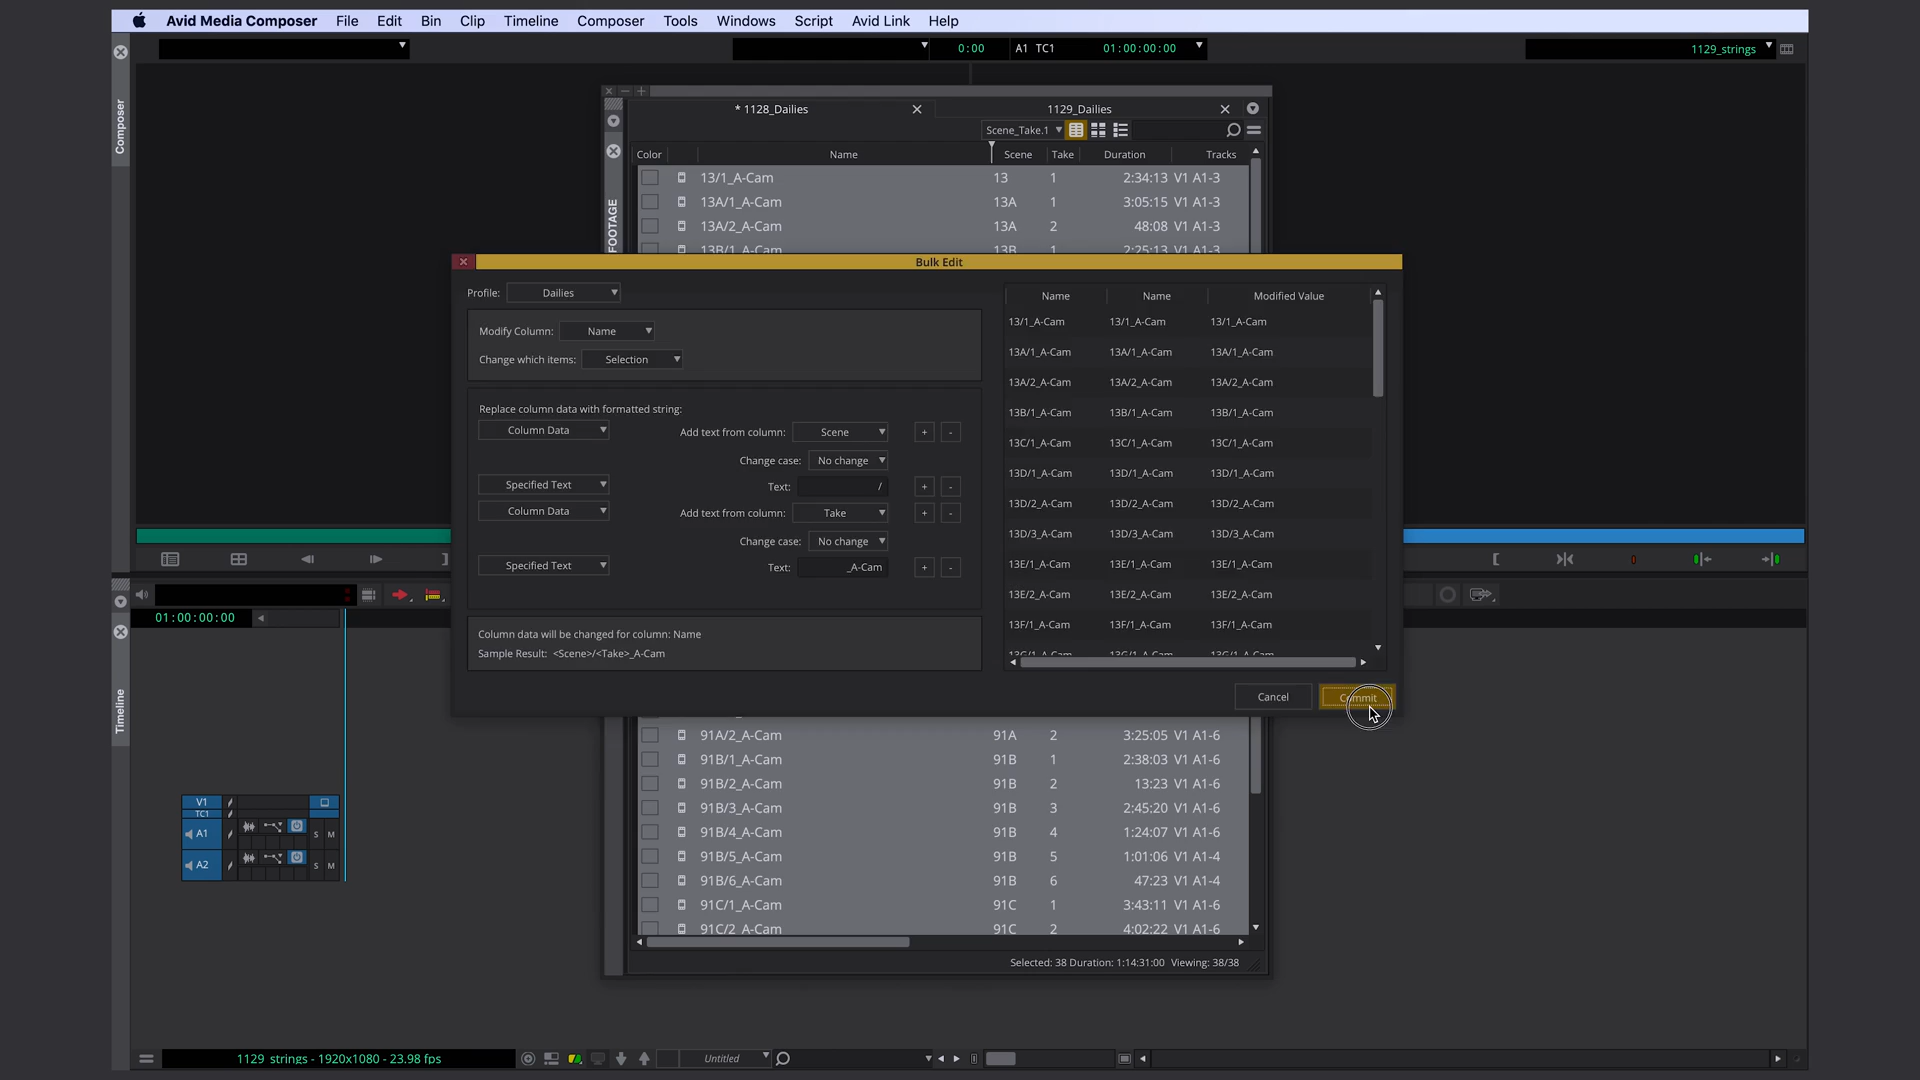 Avid Media Composer File Edit Bin Clip Timeline Composer Tools Windows Script Avid Link Help
0:00 A1 TC1 01:00:00:00 1129_strings
Composer
* 1128_Dailies 1129_Dailies
Scene_Take.1
Color Name Scene Take Duration Tracks
13/1_A-Cam 13 1 2:34:13 V1 A1-3
13A/1_A-Cam 13A 1 3:05:15 V1 A1-3
13A/2_A-Cam 13A 2 48:08 V1 A1-3
13B/1_A-Cam 13B 1 2:25:13 V1 A1-3
FOOTAGE
Bulk Edit
Profile: Dailies
Modify Column: Name
Change which items: Selection
Replace column data with formatted string:
Column Data Add text from column: Scene + -
Change case: No change
Specified Text Text: / + -
Column Data Add text from column: Take + -
Change case: No change
Specified Text Text: _A-Cam + -
Column data will be changed for column: Name
Sample Result: <Scene>/<Take>_A-Cam
Name Name Modified Value
13/1_A-Cam 13/1_A-Cam 13/1_A-Cam
13A/1_A-Cam 13A/1_A-Cam 13A/1_A-Cam
13A/2_A-Cam 13A/2_A-Cam 13A/2_A-Cam
13B/1_A-Cam 13B/1_A-Cam 13B/1_A-Cam
13C/1_A-Cam 13C/1_A-Cam 13C/1_A-Cam
13D/1_A-Cam 13D/1_A-Cam 13D/1_A-Cam
13D/2_A-Cam 13D/2_A-Cam 13D/2_A-Cam
13D/3_A-Cam 13D/3_A-Cam 13D/3_A-Cam
13E/1_A-Cam 13E/1_A-Cam 13E/1_A-Cam
13E/2_A-Cam 13E/2_A-Cam 13E/2_A-Cam
13F/1_A-Cam 13F/1_A-Cam 13F/1_A-Cam
13G/1_A-Cam 13G/1_A-Cam 13G/1_A-Cam
Cancel Commit
91A/2_A-Cam 91A 2 3:25:05 V1 A1-6
91B/1_A-Cam 91B 1 2:38:03 V1 A1-6
91B/2_A-Cam 91B 2 13:23 V1 A1-6
91B/3_A-Cam 91B 3 2:45:20 V1 A1-6
91B/4_A-Cam 91B 4 1:24:07 V1 A1-6
91B/5_A-Cam 91B 5 1:01:06 V1 A1-4
91B/6_A-Cam 91B 6 47:23 V1 A1-4
91C/1_A-Cam 91C 1 3:43:11 V1 A1-6
91C/2_A-Cam 91C 2 4:02:22 V1 A1-6
Selected: 38 Duration: 1:14:31:00 Viewing: 38/38
01:00:00:00
Timeline
V1
TC1
A1 S M
A2 S M
1129_strings - 1920x1080 - 23.98 fps Untitled